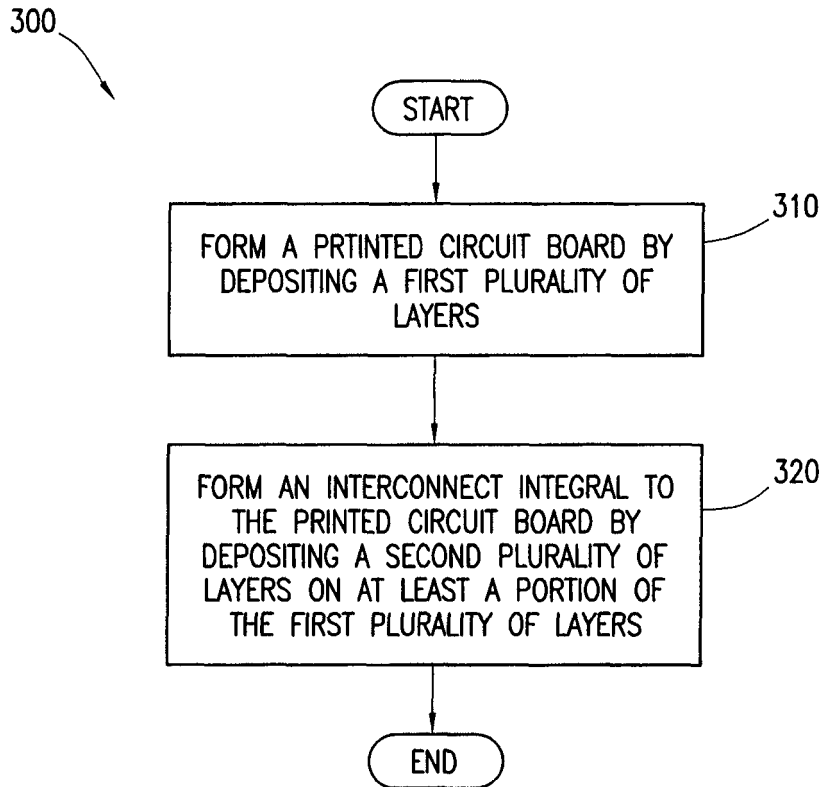 300
START
310
FORM A PRTINTED CIRCUIT BOARD BY
DEPOSITING A FIRST PLURALITY OF
LAYERS
320
FORM AN INTERCONNECT INTEGRAL TO
THE PRINTED CIRCUIT BOARD BY
DEPOSITING A SECOND PLURALITY OF
LAYERS ON AT LEAST A PORTION OF
THE FIRST PLURALITY OF LAYERS
END